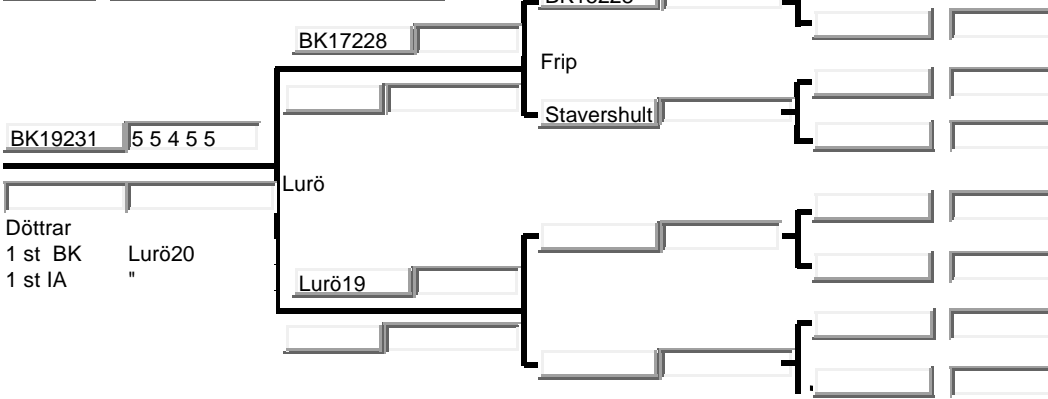 BK17228
Frip
Stavershult
BK19231 5 5 4 5 5
Lurö
Döttrar
1 st BK Lurö20
1 st IA "
Lurö19